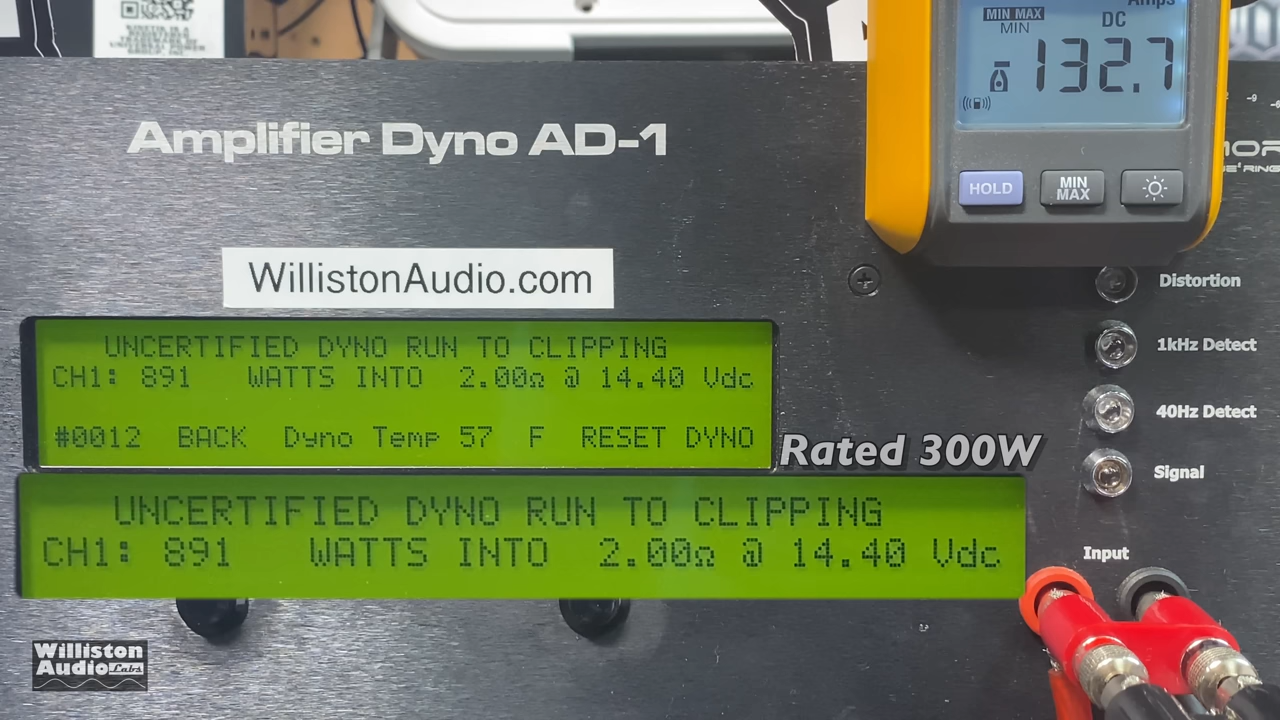 Amps
MIN MAX
MIN
DC
132.7
HOLD
MIN
MAX
Amplifier Dyno AD-1
WillistonAudio.com
UNCERTIFIED DYNO RUN TO CLIPPING
CH1: 891 WATTS INTO 2.00Ω @ 14.40 Vdc
#0012 BACK Dyno Temp 57 F RESET DYNO
Rated 300W
UNCERTIFIED DYNO RUN TO CLIPPING
CH1: 891 WATTS INTO 2.00Ω @ 14.40 Vdc
Distortion
1kHz Detect
40Hz Detect
Signal
Input
Williston
Audio Labs